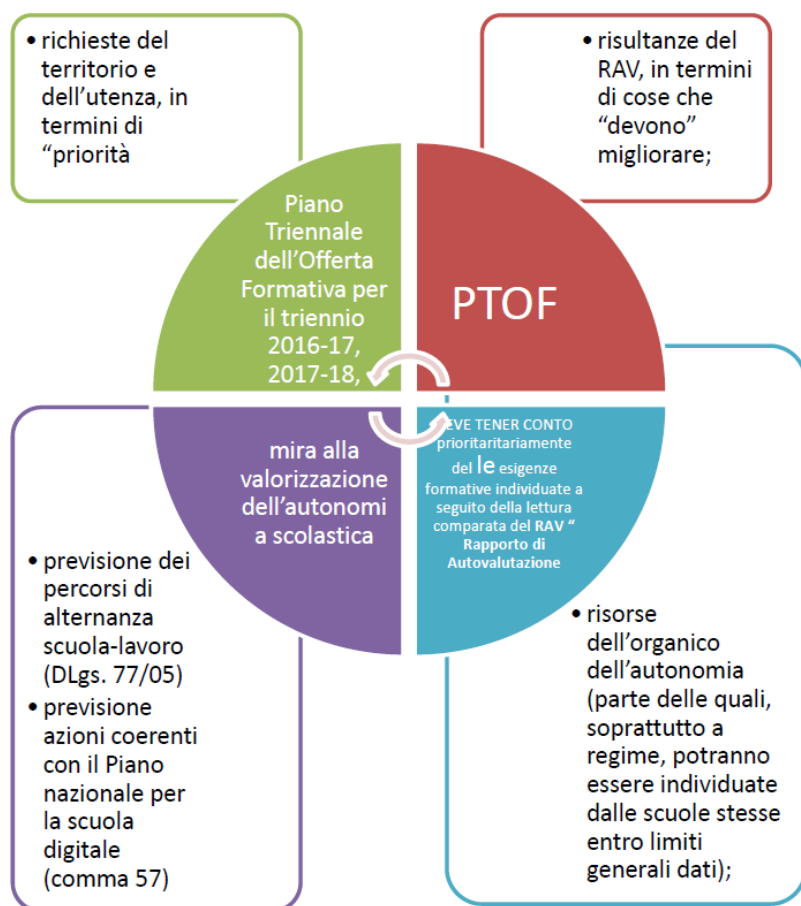 • richieste del
territorio e
dell'utenza, in
termini di
"priorità
• risultanze del
RAV, in termini
di cose che
"devono"
migliorare;
Piano
Triennale
dell'Offerta
Formativa per
il triennio
2016-17,
2017-18,
PTOF
mira alla
valorizzazione
dell'autonomi
a scolastica
EVE TENER CONTO
prioritaritariamente
del le esigenze
formative individuate a
seguito della lettura
comparata del RAV "
Rapporto di
Autovalutazione
• previsione dei
percorsi di
alternanza
scuola-lavoro
(DLgs. 77/05)
• previsione
azioni coerenti
con il Piano
nazionale per
la scuola
digitale
(comma 57)
• risorse
dell'organico
dell'autonomia
(parte delle quali,
soprattutto a
regime, potranno
essere individuate
dalle scuole stesse
entro limiti
generali dati);